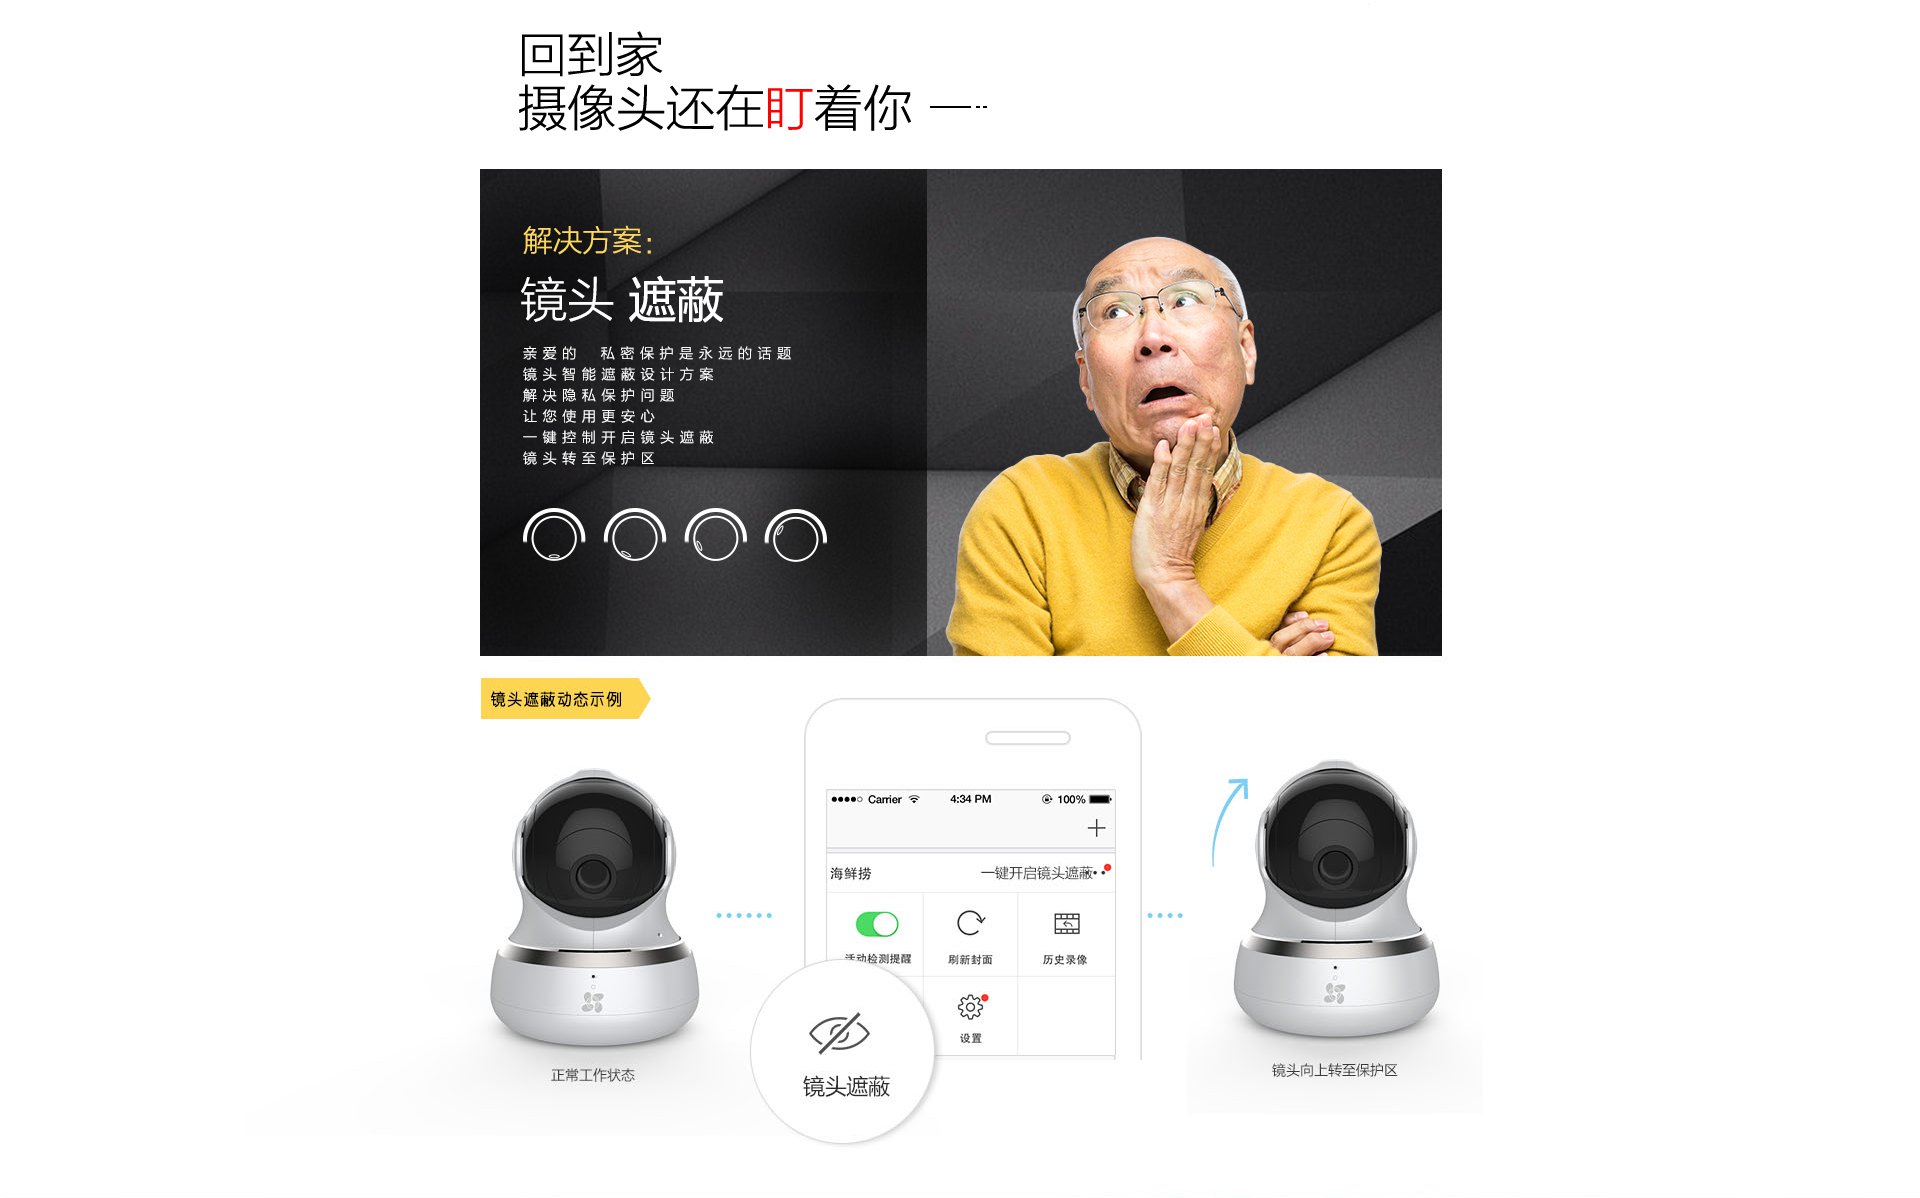 回到家
摄像头还在盯着你
解决方案：
镜头 遮蔽
亲爱的 私密保护是永远的话题
镜头智能遮蔽设计方案
解决隐私保护问题
让您使用更安心
一键控制开启镜头遮蔽
镜头转至保护区
镜头遮蔽动态示例
Carrier 4:34 PM 100%
海鲜捞 一键开启镜头遮蔽
活动检测提醒 刷新封面 历史录像
设置
镜头遮蔽
正常工作状态
镜头向上转至保护区